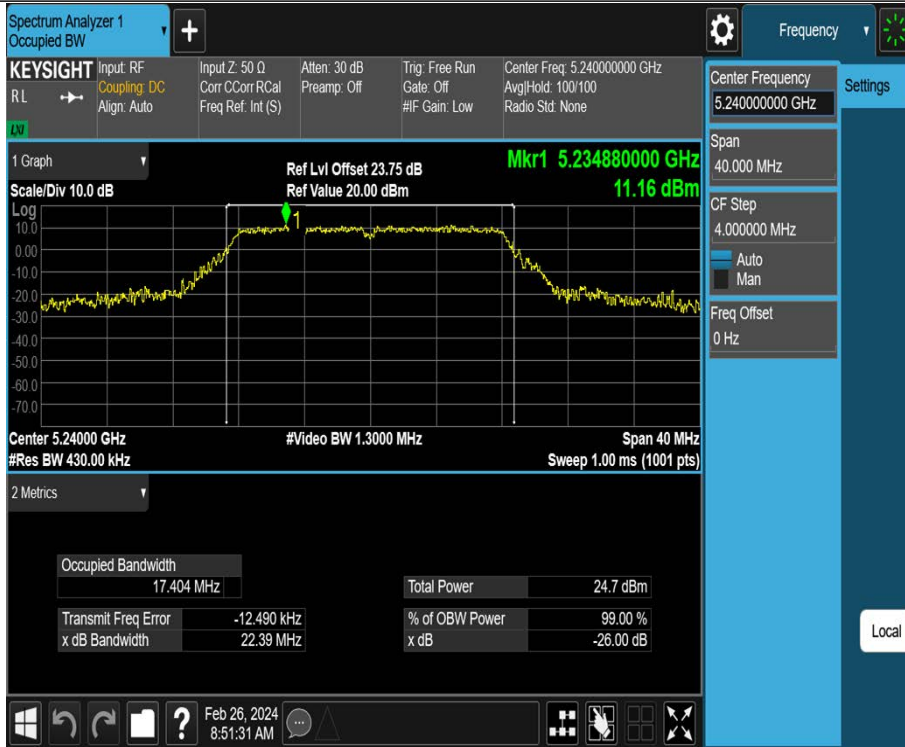 Spectrum Analyzer 1
Occupied BW
+
Frequency
KEYSIGHT
R L
LXI
Input: RF
Coupling: DC
Align: Auto
Input Z: 50 Ω
Corr CCorr RCal
Freq Ref: Int (S)
Atten: 30 dB
Preamp: Off
Trig: Free Run
Gate: Off
#IF Gain: Low
Center Freq: 5.240000000 GHz
Avg|Hold: 100/100
Radio Std: None
Center Frequency
5.240000000 GHz
Settings
Span
40.000 MHz
CF Step
4.000000 MHz
Auto
Man
Freq Offset
0 Hz
1 Graph
Scale/Div 10.0 dB
Ref Lvl Offset 23.75 dB
Ref Value 20.00 dBm
Mkr1 5.234880000 GHz
11.16 dBm
Log
10.0
0.00
-10.0
-20.0
-30.0
-40.0
-50.0
-60.0
-70.0
1
Center 5.24000 GHz
#Res BW 430.00 kHz
#Video BW 1.3000 MHz
Span 40 MHz
Sweep 1.00 ms (1001 pts)
2 Metrics
Occupied Bandwidth
17.404 MHz
Transmit Freq Error -12.490 kHz
x dB Bandwidth 22.39 MHz
Total Power 24.7 dBm
% of OBW Power 99.00 %
x dB -26.00 dB
Local
?
Feb 26, 2024
8:51:31 AM